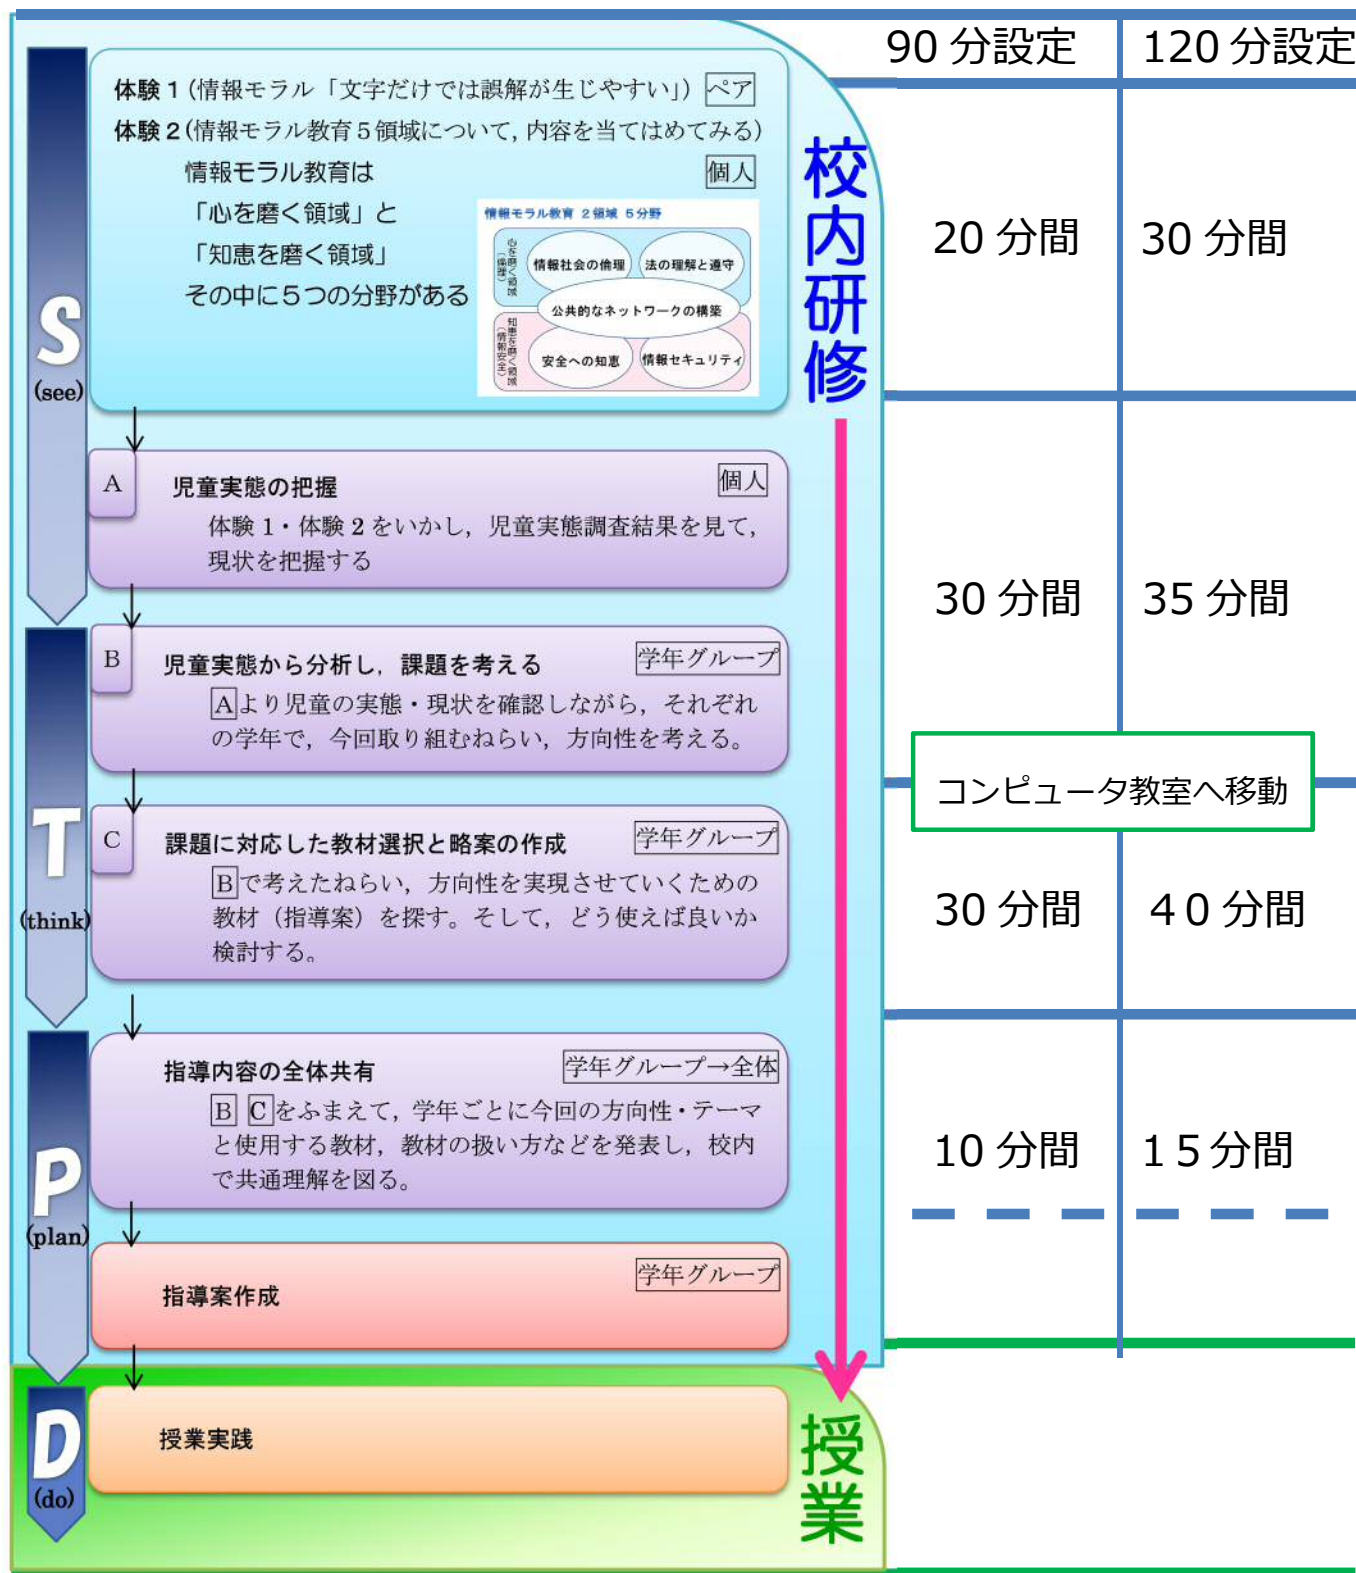 90 分設定
120 分設定
体験１(情報モラル「文字だけでは誤解が生じやすい」) ペア
体験２(情報モラル教育５領域について,内容を当てはめてみる)
情報モラル教育は
個人
「心を磨く領域」と
「知恵を磨く領域」
その中に５つの分野がある
情報モラル教育 ２領域 ５分野
心を磨く領域
(倫理)
情報社会の倫理
法の理解と遵守
公共的なネットワークの構築
知恵を磨く領域
(情報安全)
安全への知恵
情報セキュリティ
校内研修
20 分間
30 分間
S
(see)
A
児童実態の把握
個人
体験 1・体験 2 をいかし，児童実態調査結果を見て，
現状を把握する
30 分間
35 分間
B
児童実態から分析し，課題を考える
学年グループ
Aより児童の実態・現状を確認しながら，それぞれ
の学年で，今回取り組むねらい，方向性を考える。
コンピュータ教室へ移動
T
(think)
C
課題に対応した教材選択と略案の作成
学年グループ
Bで考えたねらい，方向性を実現させていくための
教材（指導案）を探す。そして，どう使えば良いか
検討する。
30 分間
４０分間
P
(plan)
指導内容の全体共有
学年グループ→全体
B Cをふまえて，学年ごとに今回の方向性・テーマ
と使用する教材，教材の扱い方などを発表し，校内
で共通理解を図る。
10 分間
１５分間
指導案作成
学年グループ
D
(do)
授業実践
授業